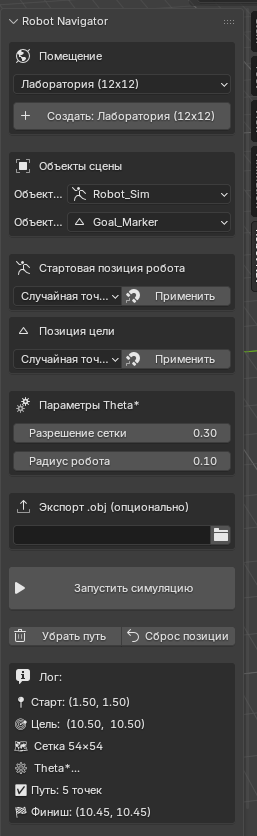 Robot Navigator
Помещение
Лаборатория (12x12)
+ Создать: Лаборатория (12x12)
Объекты сцены
Объект... Robot_Sim
Объект... Goal_Marker
Стартовая позиция робота
Случайная точ... Применить
Позиция цели
Случайная точ... Применить
Параметры Theta*
Разрешение сетки 0.30
Радиус робота 0.10
Экспорт .obj (опционально)
Запустить симуляцию
Убрать путь Сброс позиции
Лог:
Старт: (1.50, 1.50)
Цель: (10.50, 10.50)
Сетка 54×54
Theta*...
Путь: 5 точек
Финиш: (10.45, 10.45)